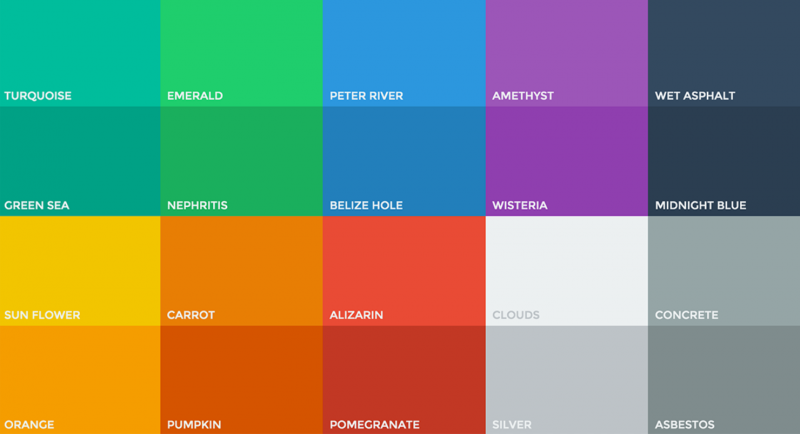 TURQUOISE
EMERALD
PETER RIVER
AMETHYST
WET ASPHALT
GREEN SEA
NEPHRITIS
BELIZE HOLE
WISTERIA
MIDNIGHT BLUE
SUN FLOWER
CARROT
ALIZARIN
CLOUDS
CONCRETE
ORANGE
PUMPKIN
POMEGRANATE
SILVER
ASBESTOS